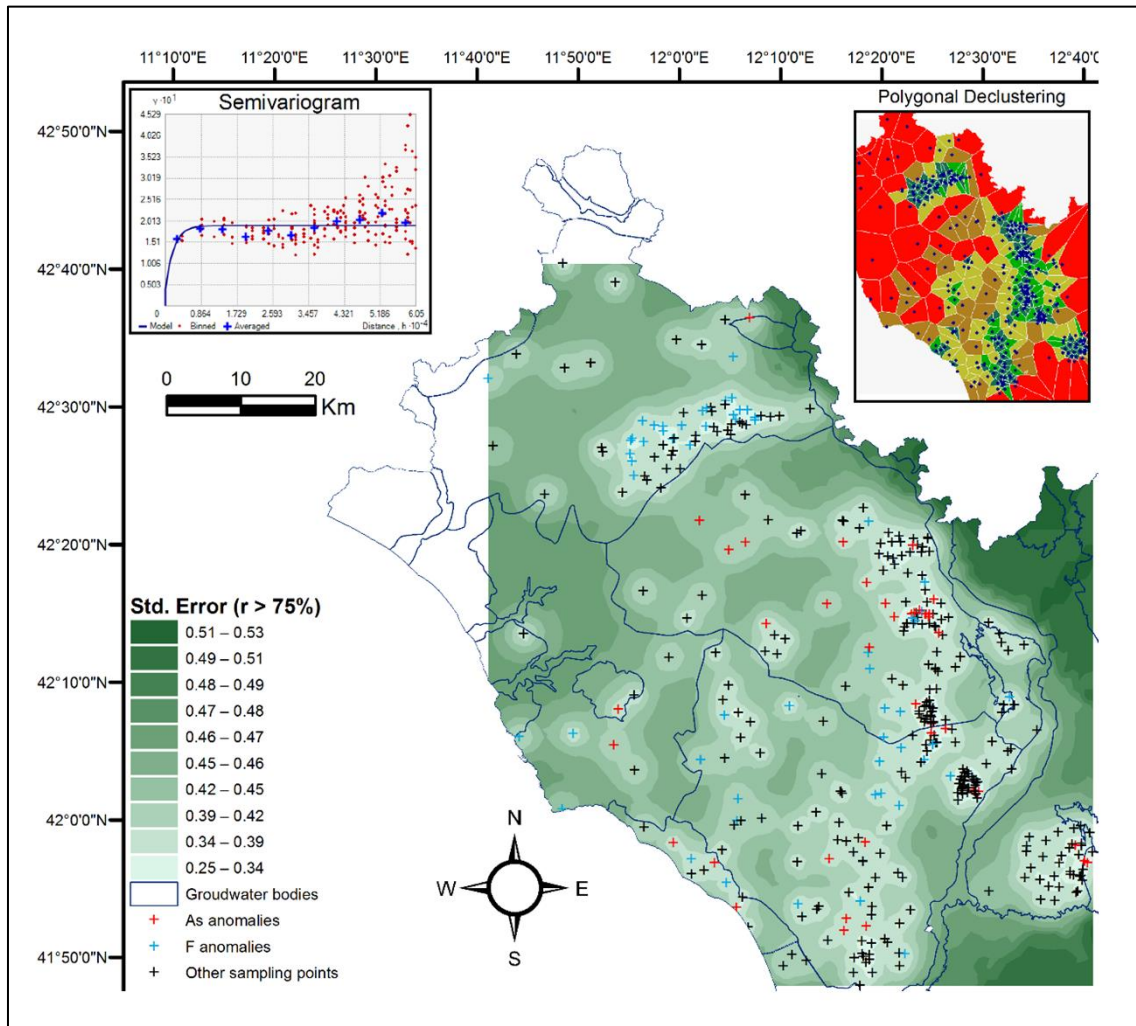 11°10'0"E 11°20'0"E 11°30'0"E 11°40'0"E 11°50'0"E 12°0'0"E 12°10'0"E 12°20'0"E 12°30'0"E 12°40'0"E
Semivariogram
γ ·10¹
4.529
4.026
3.523
3.019
2.516
2.013
1.51
1.006
0.503
0 0.864 1.729 2.593 3.457 4.321 5.186 6.05
Model Binned Averaged Distance , h ·10⁻⁴
Polygonal Declustering
42°50'0"N
42°40'0"N
42°30'0"N
42°20'0"N
42°10'0"N
42°0'0"N
41°50'0"N
0 10 20
Km
Std. Error (r > 75%)
0.51 – 0.53
0.49 – 0.51
0.48 – 0.49
0.47 – 0.48
0.46 – 0.47
0.45 – 0.46
0.42 – 0.45
0.39 – 0.42
0.34 – 0.39
0.25 – 0.34
Groudwater bodies
As anomalies
F anomalies
Other sampling points
N
W E
S